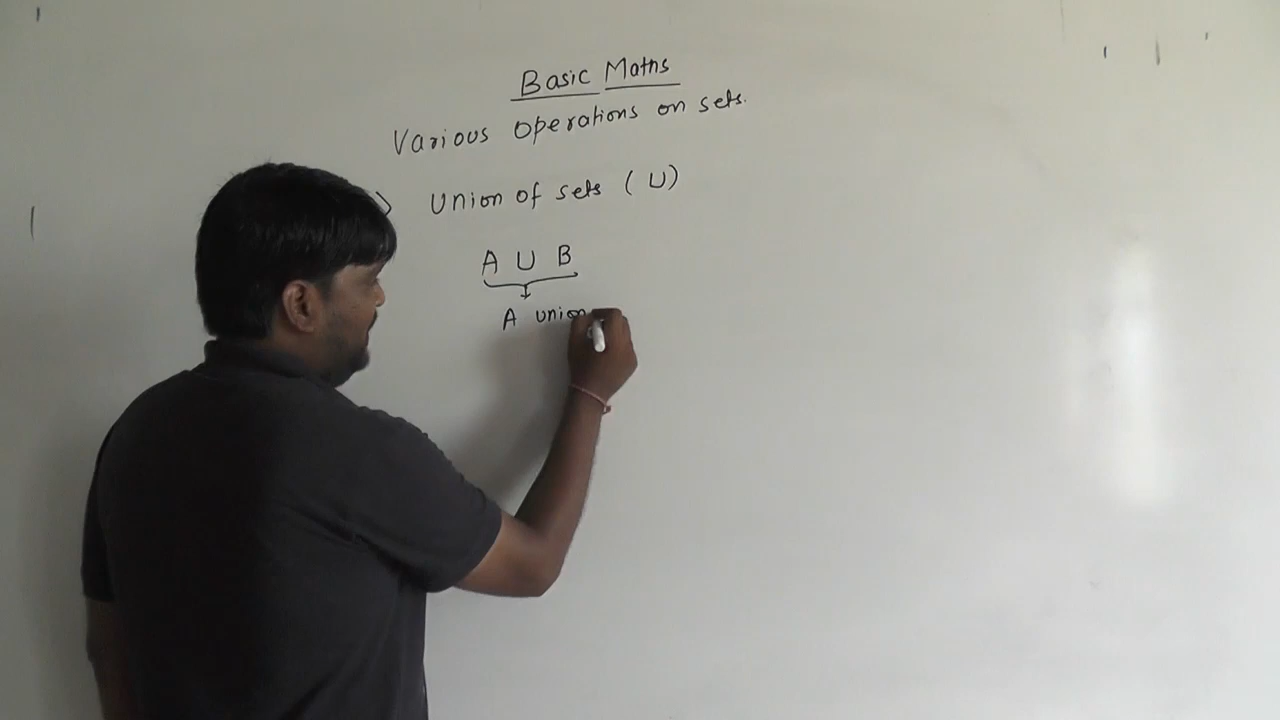 Basic Maths
Various operations on sets.
Union of sets ( U )
A U B
A union